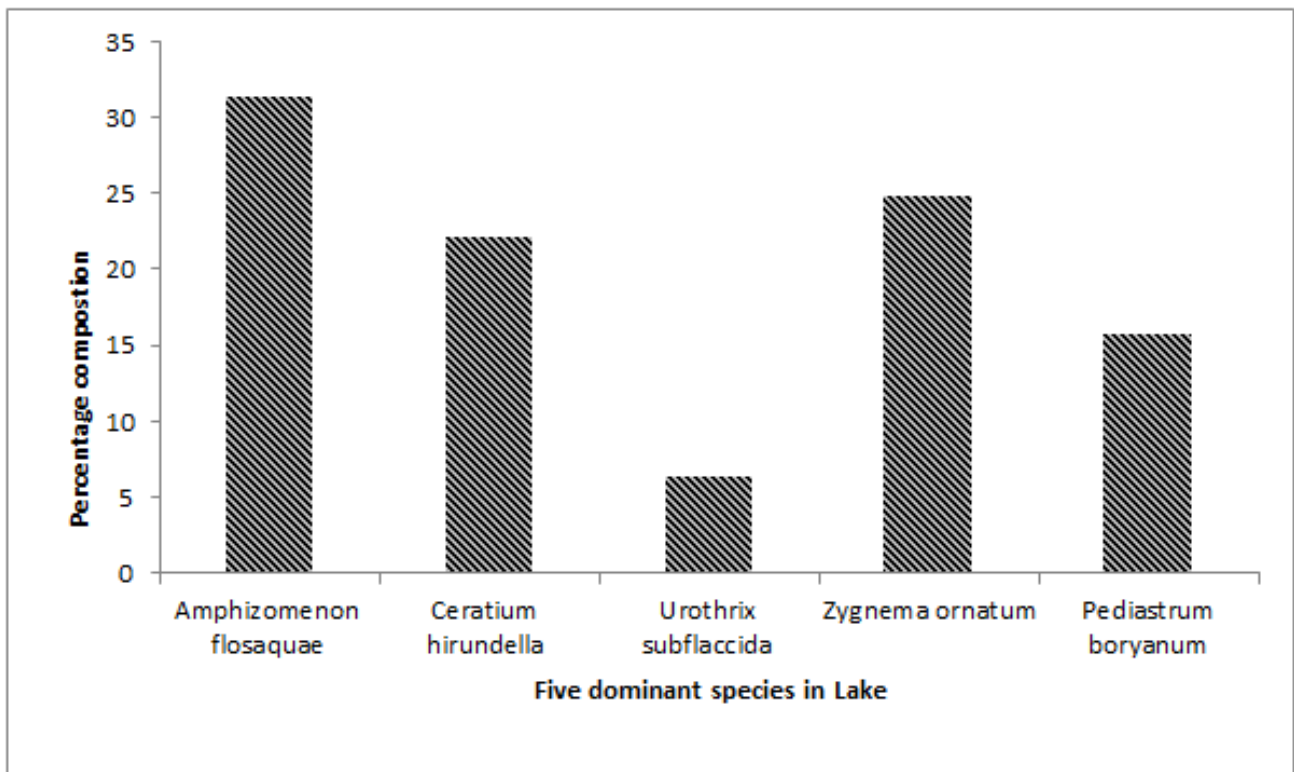 35
30
25
20
15
10
5
0
Percentage compostion
Amphizomenon
flosaquae
Ceratium
hirundella
Urothrix
subflaccida
Zygnema ornatum
Pediastrum
boryanum
Five dominant species in Lake